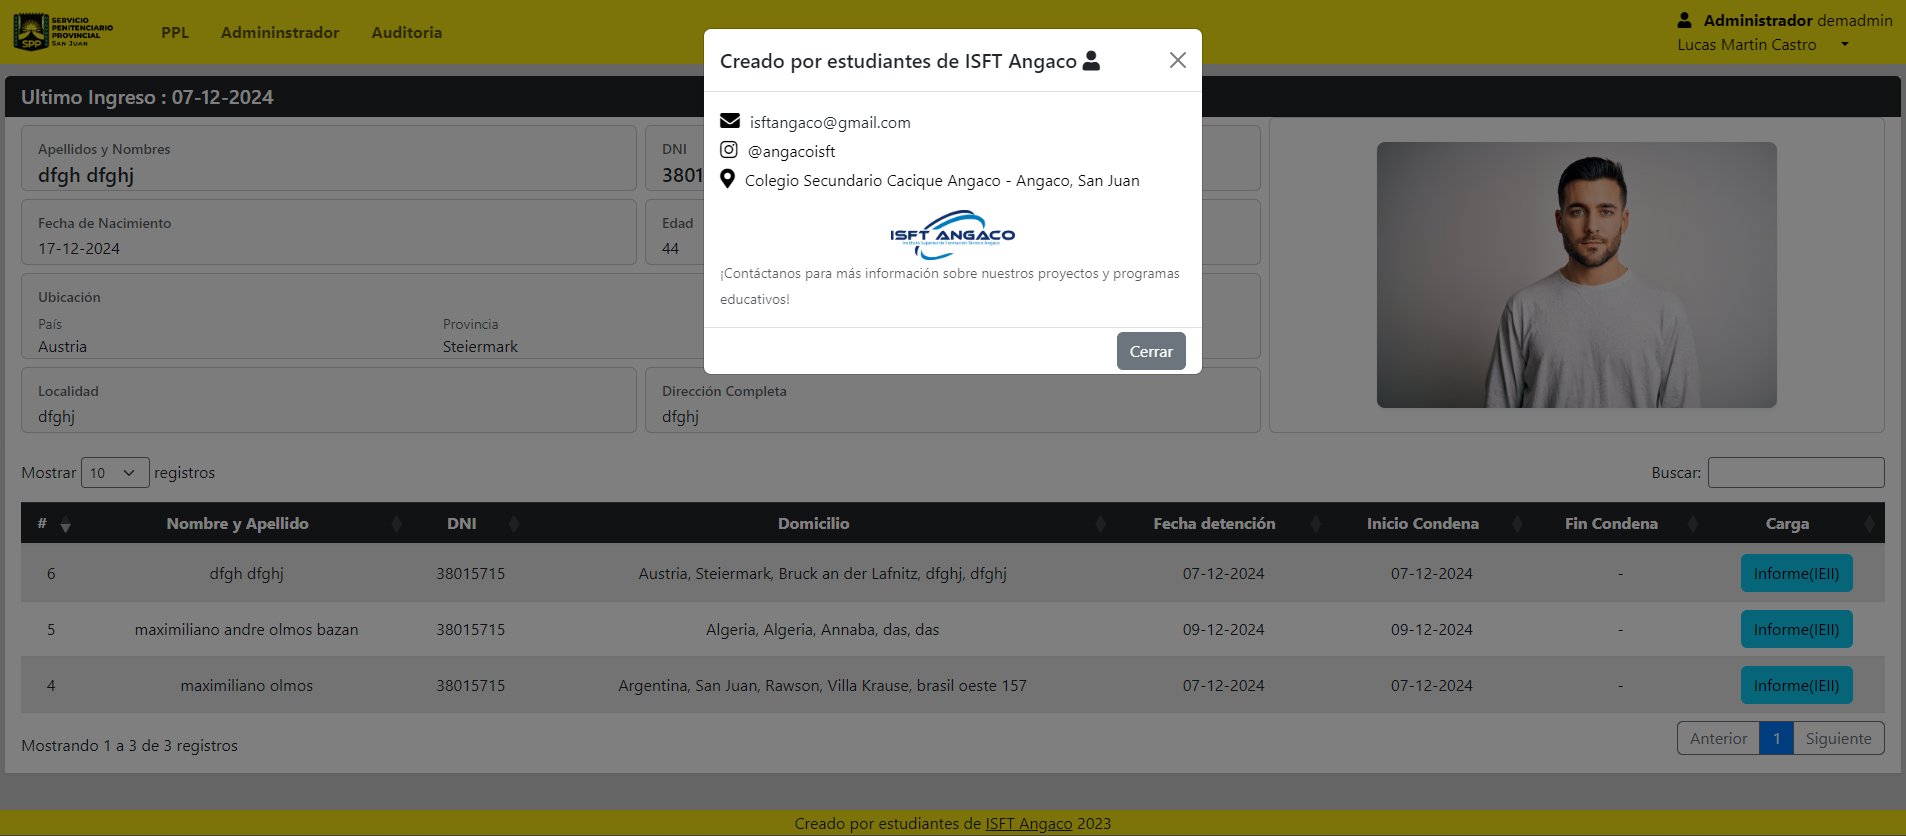 SERVICIO
PENITENCIARIO
PROVINCIAL
SAN JUAN
SPP
PPL
Admininstrador
Auditoria
Administrador demadmin
Lucas Martin Castro
Creado por estudiantes de ISFT Angaco
isftangaco@gmail.com
@angacoisft
Colegio Secundario Cacique Angaco - Angaco, San Juan
ISFT ANGACO
Instituto Superior de Formación Técnica Angaco
¡Contáctanos para más información sobre nuestros proyectos y programas
educativos!
Cerrar
Ultimo Ingreso : 07-12-2024
Apellidos y Nombres
dfgh dfghj
DNI
3801
Fecha de Nacimiento
17-12-2024
Edad
44
Ubicación
País
Provincia
Austria
Steiermark
Localidad
dfghj
Dirección Completa
dfghj
Mostrar 10 registros
Buscar:
# Nombre y Apellido DNI Domicilio Fecha detención Inicio Condena Fin Condena Carga
6 dfgh dfghj 38015715 Austria, Steiermark, Bruck an der Lafnitz, dfghj, dfghj 07-12-2024 07-12-2024 - Informe(IEII)
5 maximiliano andre olmos bazan 38015715 Algeria, Algeria, Annaba, das, das 09-12-2024 09-12-2024 - Informe(IEII)
4 maximiliano olmos 38015715 Argentina, San Juan, Rawson, Villa Krause, brasil oeste 157 07-12-2024 07-12-2024 - Informe(IEII)
Mostrando 1 a 3 de 3 registros
Anterior 1 Siguiente
Creado por estudiantes de ISFT Angaco 2023